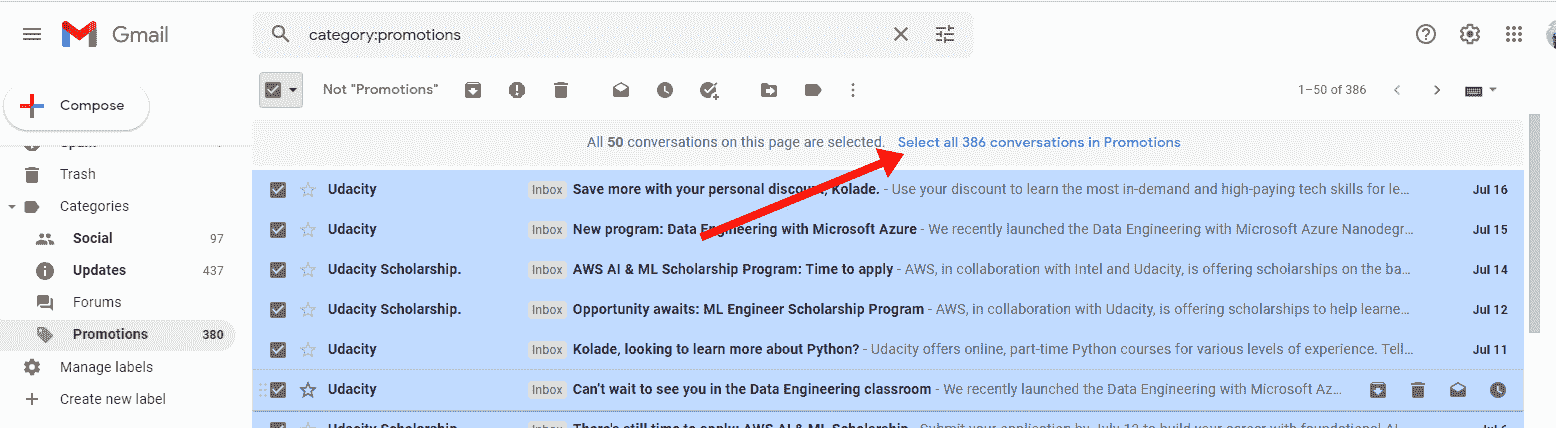 Gmail
category:promotions
Compose
Not "Promotions"
1–50 of 386
All 50 conversations on this page are selected. Select all 386 conversations in Promotions
Spam
Trash
Categories
Social 97
Updates 437
Forums
Promotions 380
Manage labels
Create new label
Udacity Inbox Save more with your personal discount, Kolade. - Use your discount to learn the most in-demand and high-paying tech skills for le... Jul 16
Udacity Inbox New program: Data Engineering with Microsoft Azure - We recently launched the Data Engineering with Microsoft Azure Nanodegr... Jul 15
Udacity Scholarship. Inbox AWS AI & ML Scholarship Program: Time to apply - AWS, in collaboration with Intel and Udacity, is offering scholarships on the ba... Jul 14
Udacity Scholarship. Inbox Opportunity awaits: ML Engineer Scholarship Program - AWS, in collaboration with Udacity, is offering scholarships to help learne... Jul 12
Udacity Inbox Kolade, looking to learn more about Python? - Udacity offers online, part-time Python courses for various levels of experience. Tell... Jul 11
Udacity Inbox Can't wait to see you in the Data Engineering classroom - We recently launched the Data Engineering with Microsoft Az...
Udacity Scholarship. Inbox There's still time to apply: AWS AI & ML Scholarship Program - Submit your application by July 12 to build your career with foundational AI